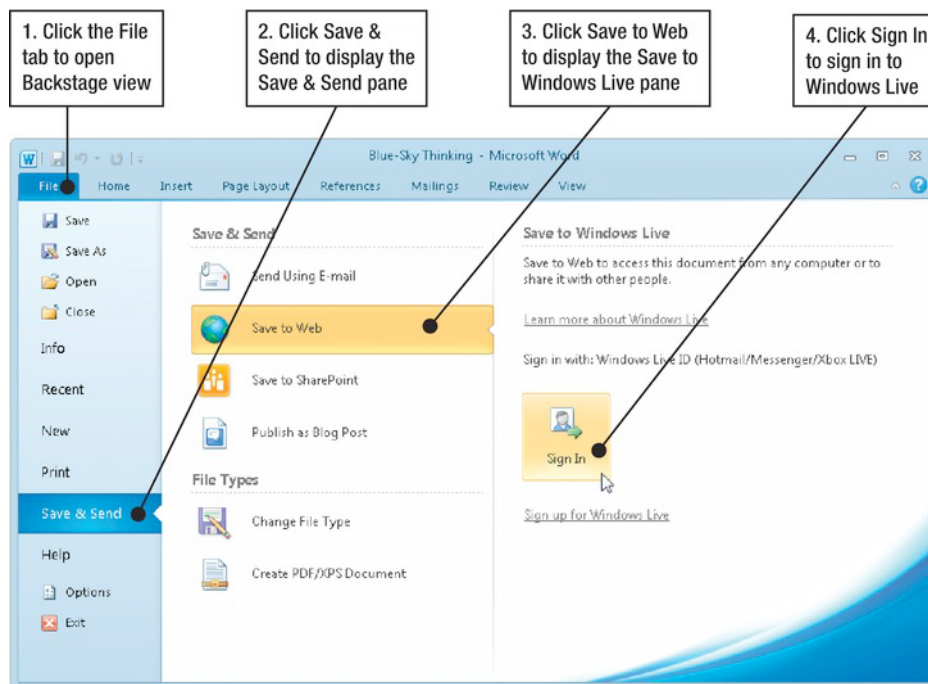 1. Click the File
tab to open
Backstage view
2. Click Save &
Send to display the
Save & Send pane
3. Click Save to Web
to display the Save to
Windows Live pane
4. Click Sign In
to sign in to
Windows Live
W
Blue-Sky Thinking - Microsoft Word
File
Home
Insert
Page Layout
References
Mailings
Review
View
Save
Save As
Open
Close
Info
Recent
New
Print
Save & Send
Help
Options
Exit
Save & Send
Send Using E-mail
Save to Web
Save to SharePoint
Publish as Blog Post
File Types
Change File Type
Create PDF/XPS Document
Save to Windows Live
Save to Web to access this document from any computer or to
share it with other people.
Learn more about Windows Live
Sign in with: Windows Live ID (Hotmail/Messenger/Xbox LIVE)
Sign In
Sign up for Windows Live